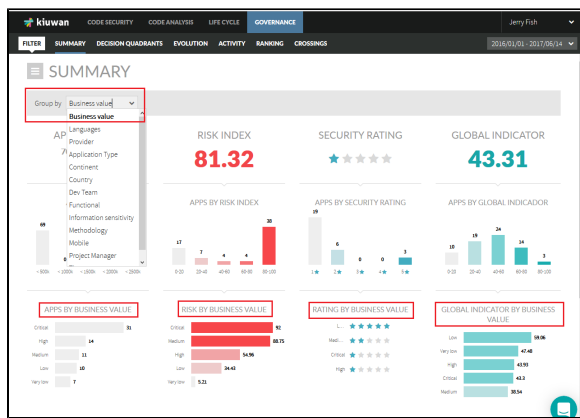 kiuwan CODE SECURITY CODE ANALYSIS LIFE CYCLE GOVERNANCE Jerry Fish
FILTER SUMMARY DECISION QUADRANTS EVOLUTION ACTIVITY RANKING CROSSINGS 2016/01/01 - 2017/06/14
SUMMARY
Group by Business value
Business value
Languages
Provider
Application Type
Continent
Country
Dev Team
Functional
Information sensitivity
Methodology
Mobile
Project Manager
RISK INDEX
81.32
SECURITY RATING
GLOBAL INDICATOR
43.31
69
< 500k < 1000k < 1500k < 2000k < 2500k
APPS BY RISK INDEX
17 7 4 4 38
0-20 20-40 40-60 60-80 80-100
APPS BY SECURITY RATING
19 6 0 0 3
1★ 2★ 3★ 4★ 5★
APPS BY GLOBAL INDICADOR
10 19 24 14 3
0-20 20-40 40-60 60-80 80-100
APPS BY BUSINESS VALUE
Critical 31
High 14
Medium 11
Low 10
Very low 7
RISK BY BUSINESS VALUE
Critical 92
Medium 88.75
High 54.96
Low 34.43
Very low 5.21
RATING BY BUSINESS VALUE
L...
Medi...
Critical
High
GLOBAL INDICATOR BY BUSINESS
VALUE
Low 59.06
Very low 47.48
High 43.93
Critical 43.3
Medium 38.54